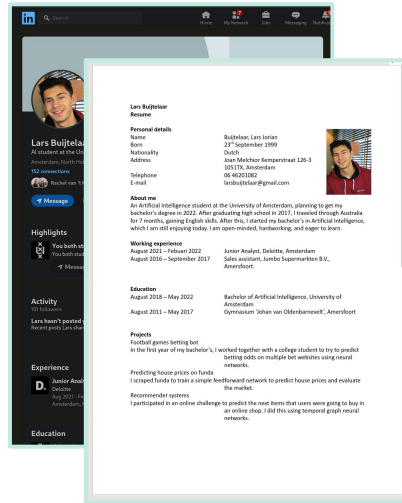 in
Search
Home
My Network
Jobs
Messaging
7
Lars
AI student at the
Amsterdam, North
152 connections
Rachel van
Message
Highlights
You both
You both
Activity
101 followers
Lars hasn't posted
Recent posts Lars
Experience
D.
Junior
Deloitte
Aug 2021 -
Amsterdam,
Education
Lars Buijtelaar
Resume
Personal details
Name Buijtelaar, Lars Jorian
Born 23rd September 1999
Nationality Dutch
Address Joan Melchior Kemperstraat 126-3
1051TX, Amsterdam
Telephone 06 46201082
E-mail larsbuijtelaar@gmail.com
About me
An Artificial Intelligence student at the University of Amsterdam, planning to get my
bachelor's degree in 2022. After graduating high school in 2017, I traveled through Australia
for 7 months, gaining English skills. After this, I started my bachelor's in Artificial Intelligence,
which I am still enjoying today. I am open-minded, hardworking, and eager to learn.
Working experience
August 2021 – Febuari 2022 Junior Analyst, Deloitte, Amsterdam
August 2016 – September 2017 Sales assistant, Jumbo Supermarkten B.V.,
Amersfoort.
Education
August 2018 – May 2022 Bachelor of Artificial Intelligence, University of
Amsterdam
August 2011 – May 2017 Gymnasium 'Johan van Oldenbarnevelt', Amersfoort
Projects
Football games betting bot
In the first year of my bachelor's, I worked together with a college student to try to predict
betting odds on multiple bet websites using neural
networks.
Predicting house prices on funda
I scraped funda to train a simple feedforward network to predict house prices and evaluate
the market.
Recommender systems
I participated in an online challenge to predict the next items that users were going to buy in
an online shop. I did this using temporal graph neural
networks.